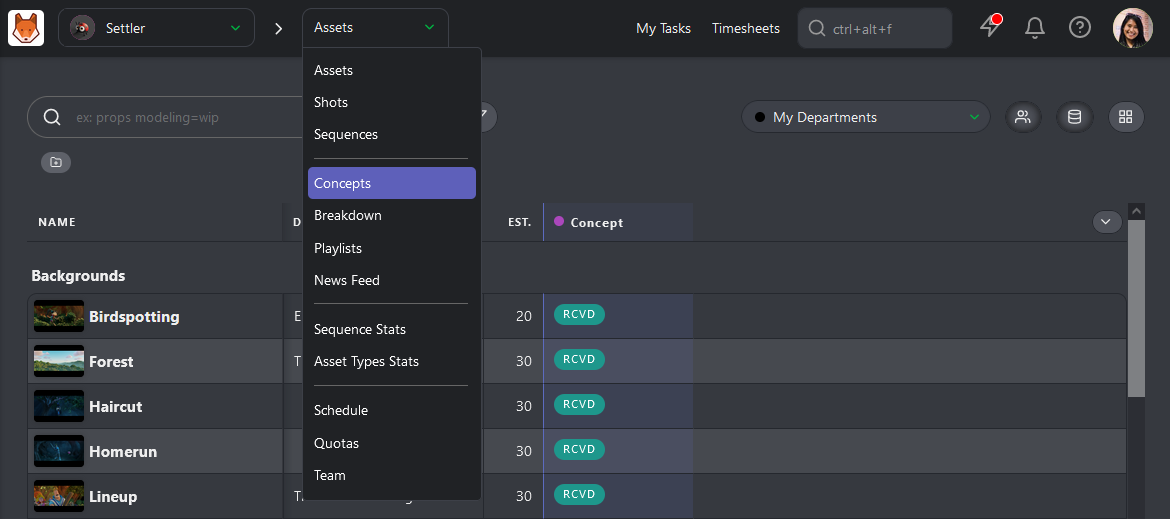 Settler
Assets
My Tasks
Timesheets
ctrl+alt+f
Assets
Shots
Sequences
Concepts
Breakdown
Playlists
News Feed
Sequence Stats
Asset Types Stats
Schedule
Quotas
Team
ex: props modeling=wip
My Departments
NAME
D
EST.
Concept
Backgrounds
Birdspotting
E
20
RCVD
Forest
T
30
RCVD
Haircut
30
RCVD
Homerun
30
RCVD
Lineup
30
RCVD